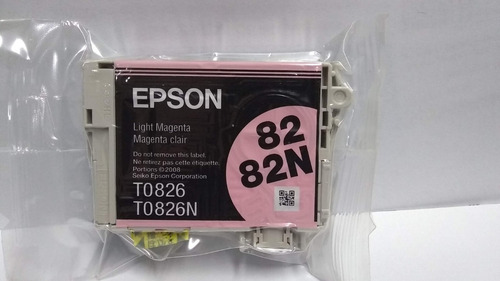 EPSON
Light Magenta
Magenta clair
Do not remove this label.
Ne retirez pas cette étiquette.
Portions ©2008
Seiko Epson Corporation
T0826
T0826N
82
82N